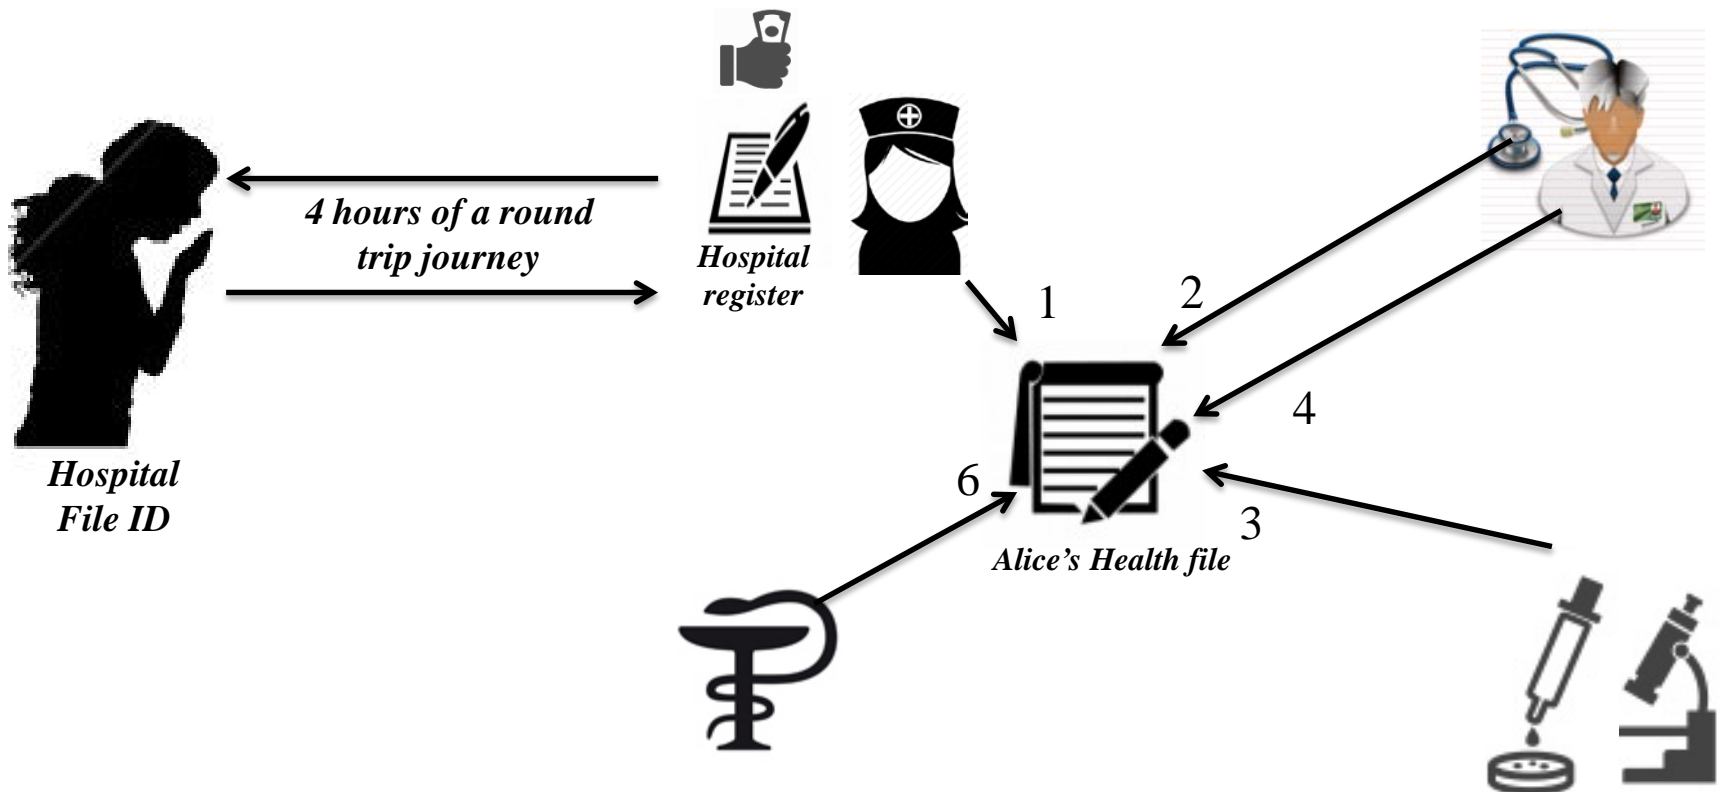 4 hours of a round
trip journey
Hospital
register
Hospital
File ID
1
2
4
6
3
Alice’s Health file